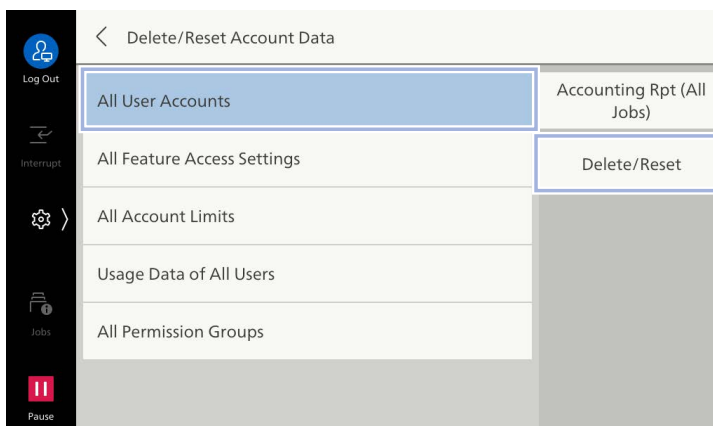 Delete/Reset Account Data
Log Out
All User Accounts
Accounting Rpt (All
Jobs)
Interrupt
All Feature Access Settings
Delete/Reset
All Account Limits
Usage Data of All Users
Jobs
All Permission Groups
Pause